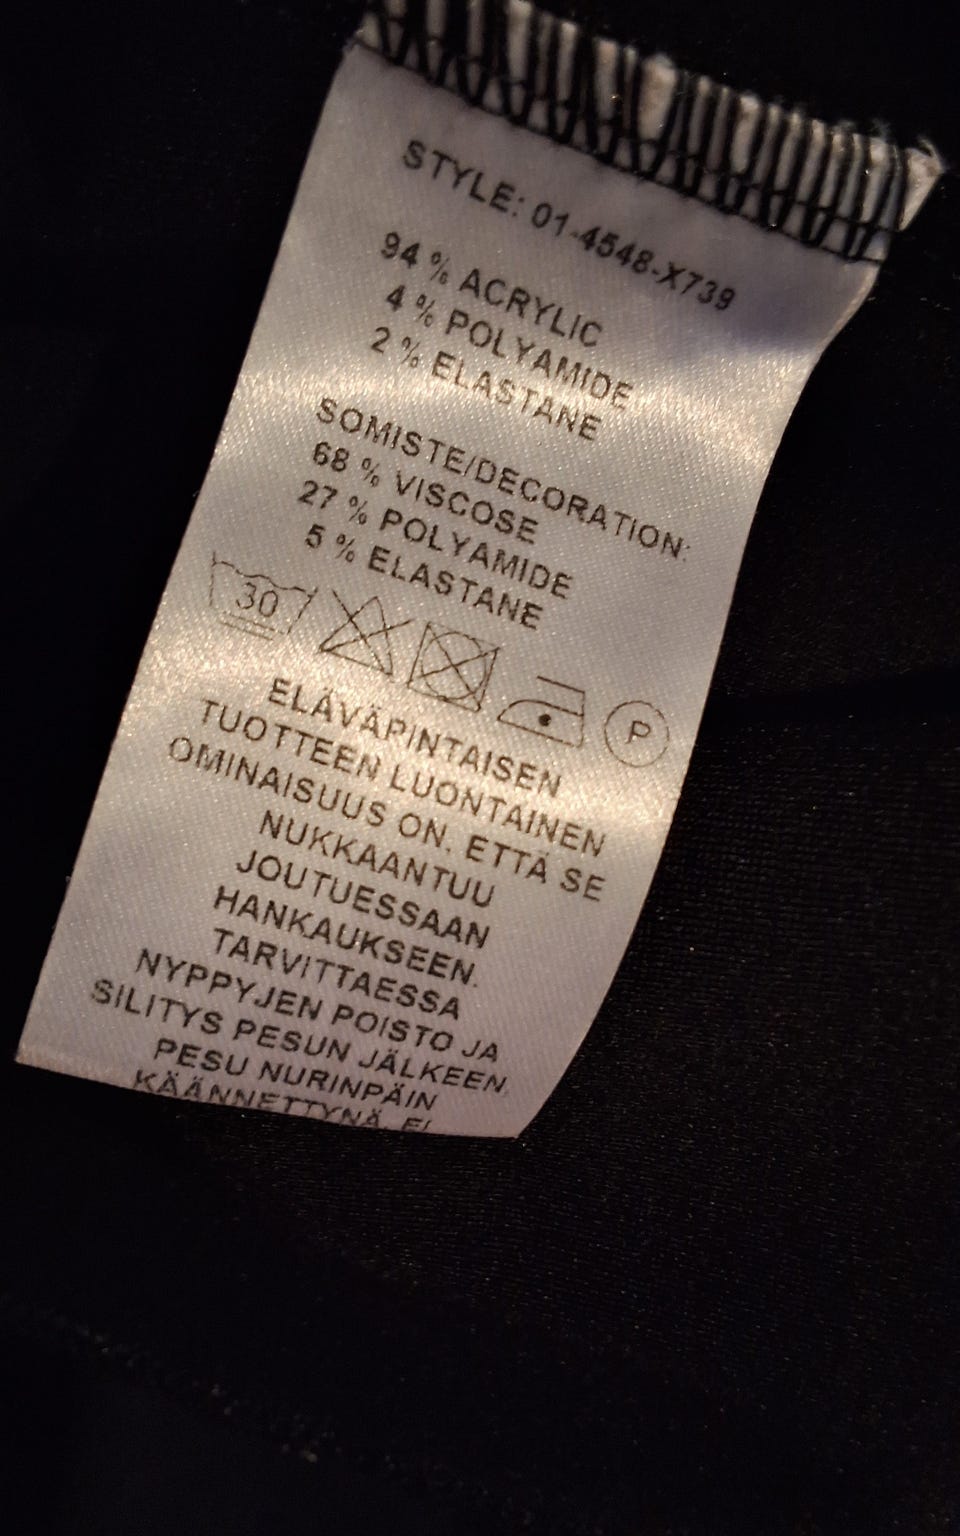 STYLE: 01-4548-X739
94 % ACRYLIC
4 % POLYAMIDE
2 % ELASTANE
SOMISTE/DECORATION:
68 % VISCOSE
27 % POLYAMIDE
5 % ELASTANE
30 P
ELÄVÄPINTAISEN
TUOTTEEN LUONTAINEN
OMINAISUUS ON, ETTÄ SE
NUKKAANTUU
JOUTUESSAAN
HANKAUKSEEN.
TARVITTAESSA
NYPPYJEN POISTO JA
SILITYS PESUN JÄLKEEN,
PESU NURINPÄIN
KÄÄNNETTYNÄ,